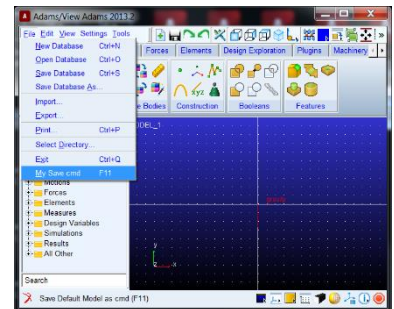 Adams/View Adams 2013.2
File Edit View Settings Tools
New Database Ctrl+N
Open Database Ctrl+O
Save Database Ctrl+S
Save Database As...
Import...
Export...
Print... Ctrl+P
Select Directory...
Exit Ctrl+Q
My Save.cmd F11
Forces Elements Design Exploration Plugins Machinery
e Bodies Construction Booleans Features
xyz
ODEL_1
Motions
Forces
Elements
Measures
Design Variables
Simulations
Results
All Other
gravity
y
z x
Search
Save Default Model as cmd (F11)